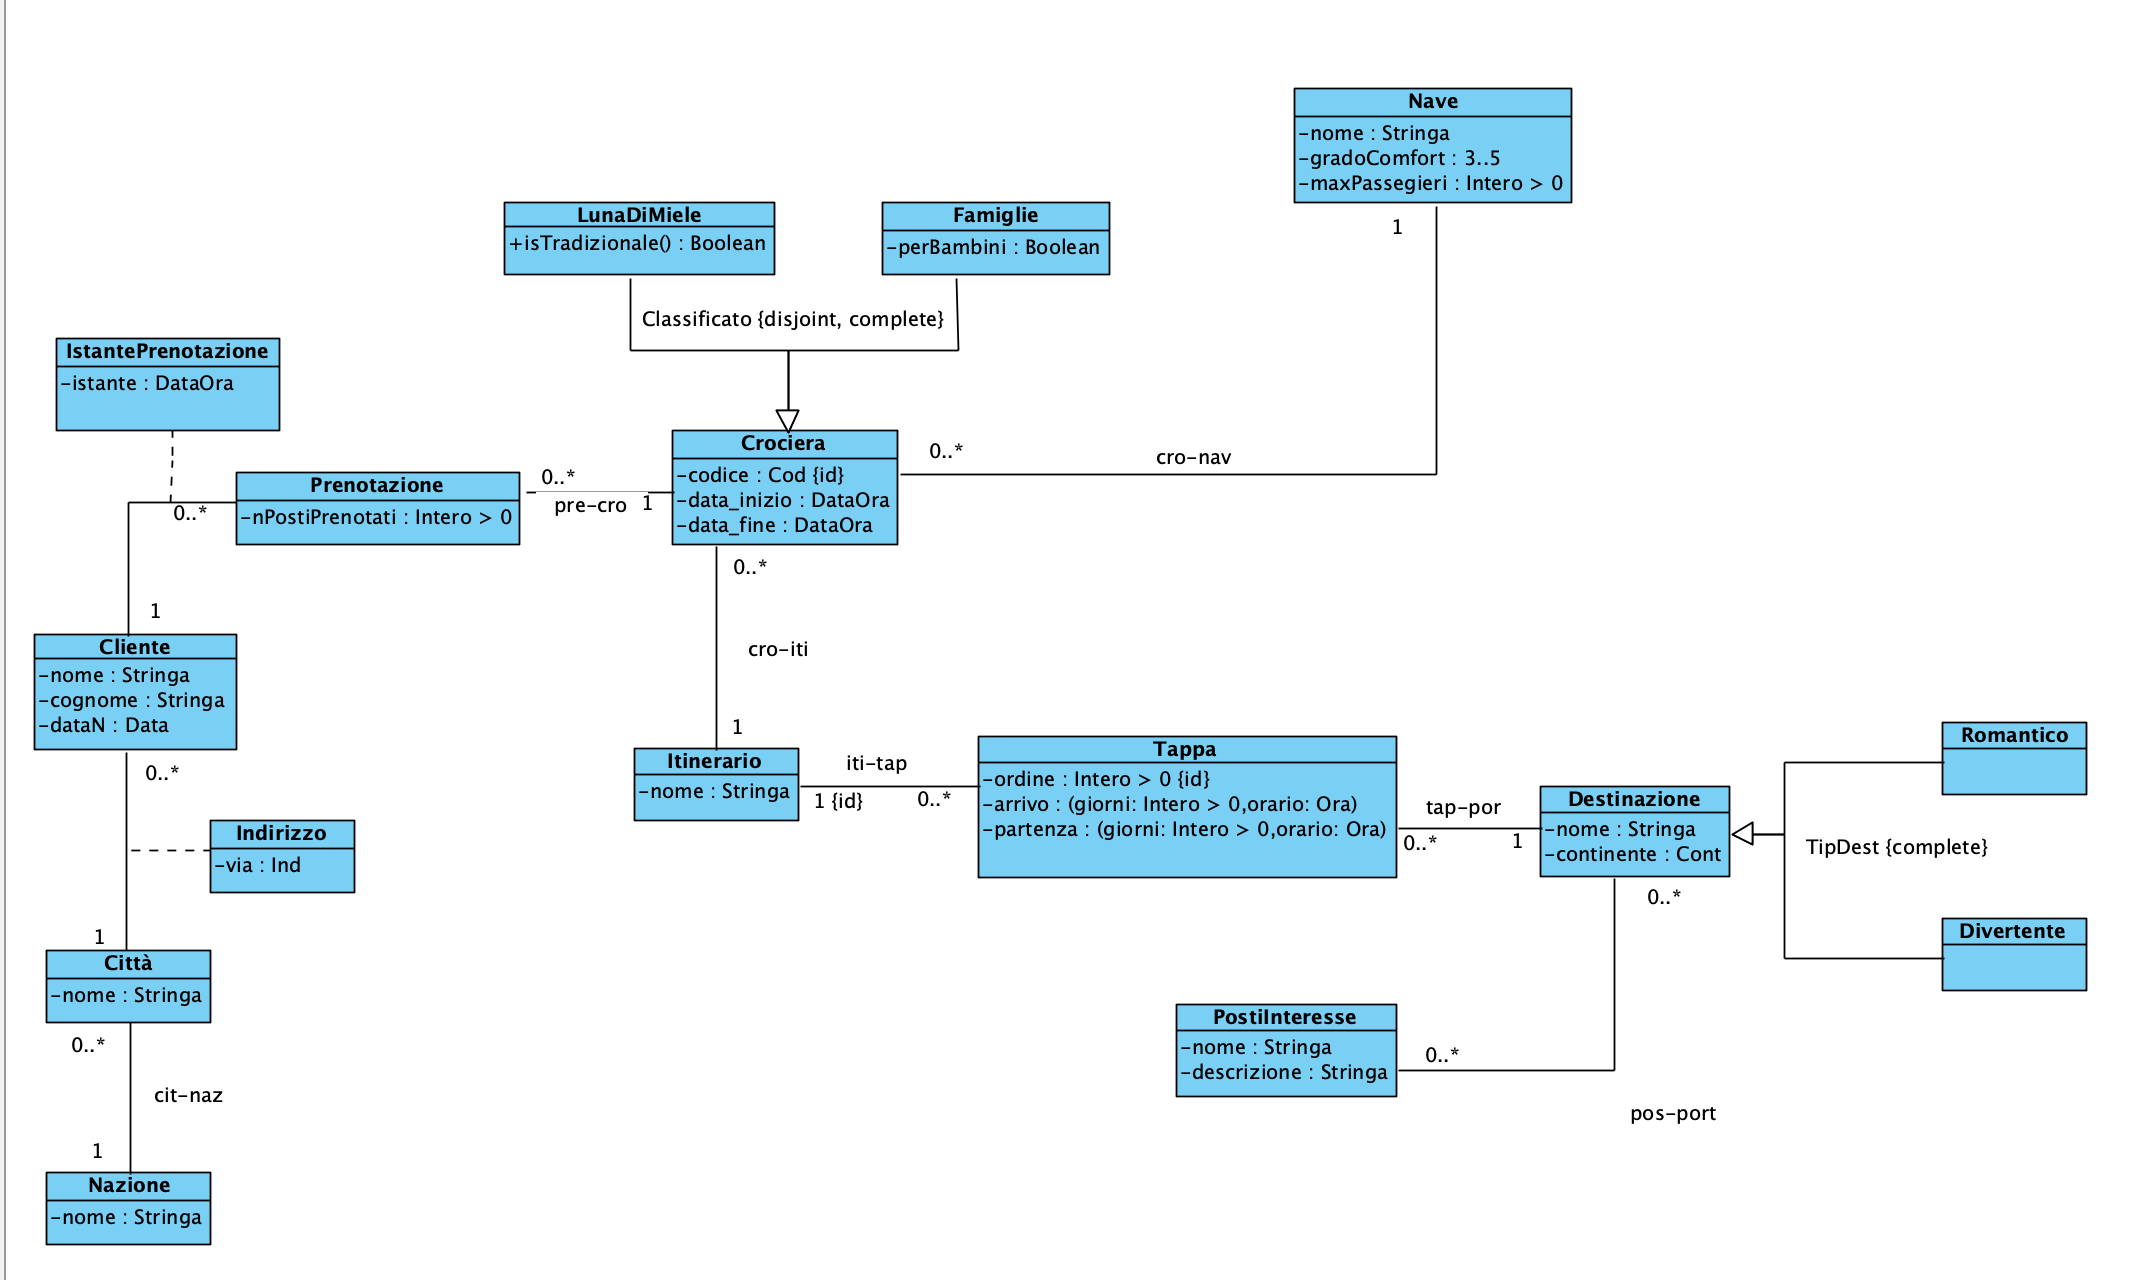 Nave
-nome : Stringa
-gradoComfort : 3..5
-maxPassegieri : Intero > 0
1
LunaDiMiele
+isTradizionale() : Boolean
Famiglie
-perBambini : Boolean
Classificato {disjoint, complete}
IstantePrenotazione
-istante : DataOra
Crociera
-codice : Cod {id}
-data_inizio : DataOra
-data_fine : DataOra
0..*
cro-nav
Prenotazione
-nPostiPrenotati : Intero > 0
0..*
pre-cro
1
0..*
0..*
1
Cliente
-nome : Stringa
-cognome : Stringa
-dataN : Data
0..*
cro-iti
1
Itinerario
-nome : Stringa
iti-tap
1 {id}
0..*
Tappa
-ordine : Intero > 0 {id}
-arrivo : (giorni: Intero > 0,orario: Ora)
-partenza : (giorni: Intero > 0,orario: Ora)
tap-por
0..*
1
Destinazione
-nome : Stringa
-continente : Cont
0..*
Romantico
TipDest {complete}
Divertente
Indirizzo
-via : Ind
1
Città
-nome : Stringa
0..*
cit-naz
1
Nazione
-nome : Stringa
PostiInteresse
-nome : Stringa
-descrizione : Stringa
0..*
pos-port